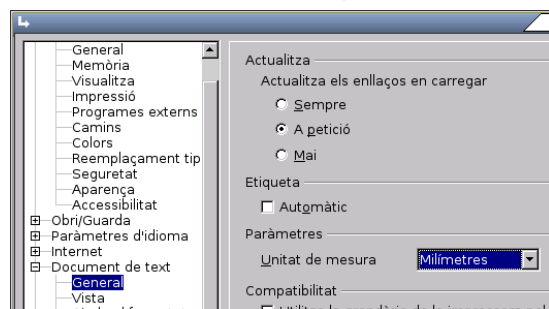 General
Memòria
Visualitza
Impressió
Programes externs
Camins
Colors
Reemplaçament tip
Seguretat
Aparença
Accessibilitat
Obri/Guarda
Paràmetres d'idioma
Internet
Document de text
General
Vista
Actualitza
Actualitza els enllaços en carregar
Sempre
A petició
Mai
Etiqueta
Automàtic
Paràmetres
Unitat de mesura Milímetres
Compatibilitat